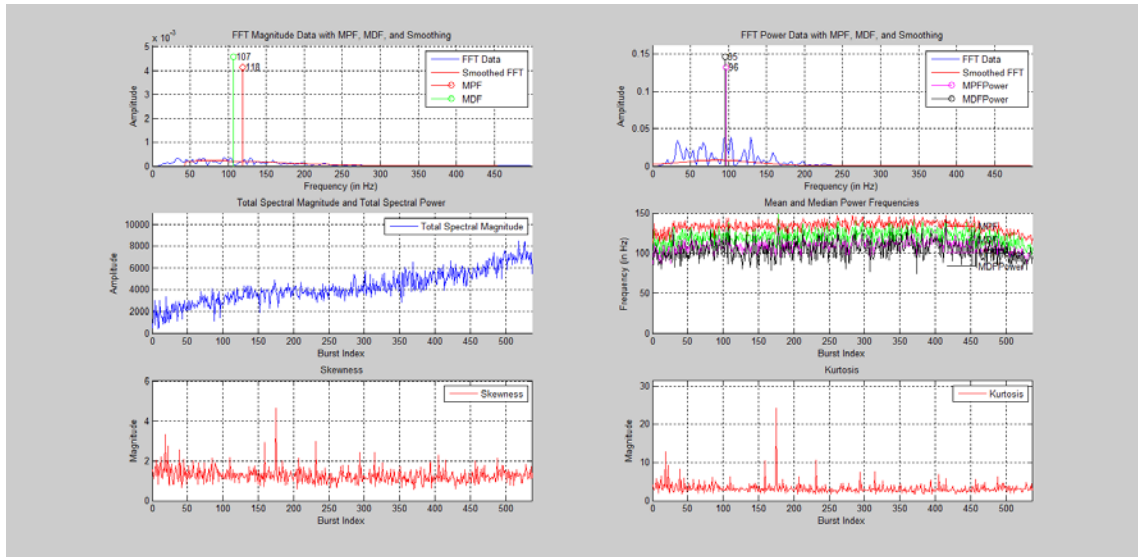 FFT Magnitude Data with MPF, MDF, and Smoothing
x 10^-3
5
4
3
2
1
0
Amplitude
107
118
FFT Data
Smoothed FFT
MPF
MDF
0 50 100 150 200 250 300 350 400 450
Frequency (in Hz)
FFT Power Data with MPF, MDF, and Smoothing
0.15
0.1
0.05
0
Amplitude
95
96
FFT Data
Smoothed FFT
MPFPower
MDFPower
0 50 100 150 200 250 300 350 400 450
Frequency (in Hz)
Total Spectral Magnitude and Total Spectral Power
10000
8000
6000
4000
2000
0
Amplitude
Total Spectral Magnitude
0 50 100 150 200 250 300 350 400 450 500
Burst Index
Mean and Median Power Frequencies
150
100
50
0
Frequency (in Hz)
MPF
MDFPower
0 50 100 150 200 250 300 350 400 450 500
Burst Index
Skewness
6
4
2
0
Magnitude
Skewness
0 50 100 150 200 250 300 350 400 450 500
Burst Index
Kurtosis
30
20
10
0
Magnitude
Kurtosis
0 50 100 150 200 250 300 350 400 450 500
Burst Index